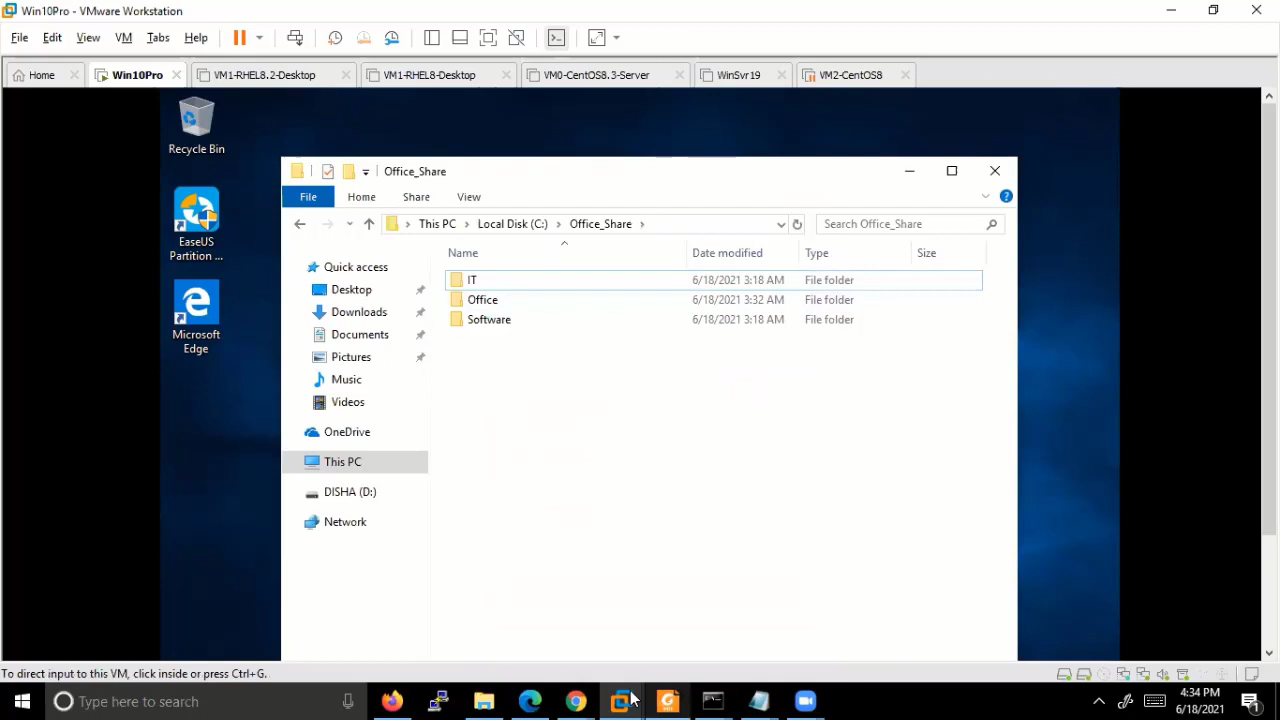 Win10Pro - VMware Workstation
File Edit View VM Tabs Help
Home Win10Pro VM1-RHEL8.2-Desktop VM1-RHEL8-Desktop VM0-CentOS8.3-Server WinSvr19 VM2-CentOS8
Recycle Bin
EaseUS
Partition ...
Microsoft
Edge
Office_Share
File Home Share View
This PC Local Disk (C:) Office_Share Search Office_Share
Name Date modified Type Size
IT 6/18/2021 3:18 AM File folder
Office 6/18/2021 3:32 AM File folder
Software 6/18/2021 3:18 AM File folder
Quick access
Desktop
Downloads
Documents
Pictures
Music
Videos
OneDrive
This PC
DISHA (D:)
Network
To direct input to this VM, click inside or press Ctrl+G.
Type here to search
4:34 PM
6/18/2021
1